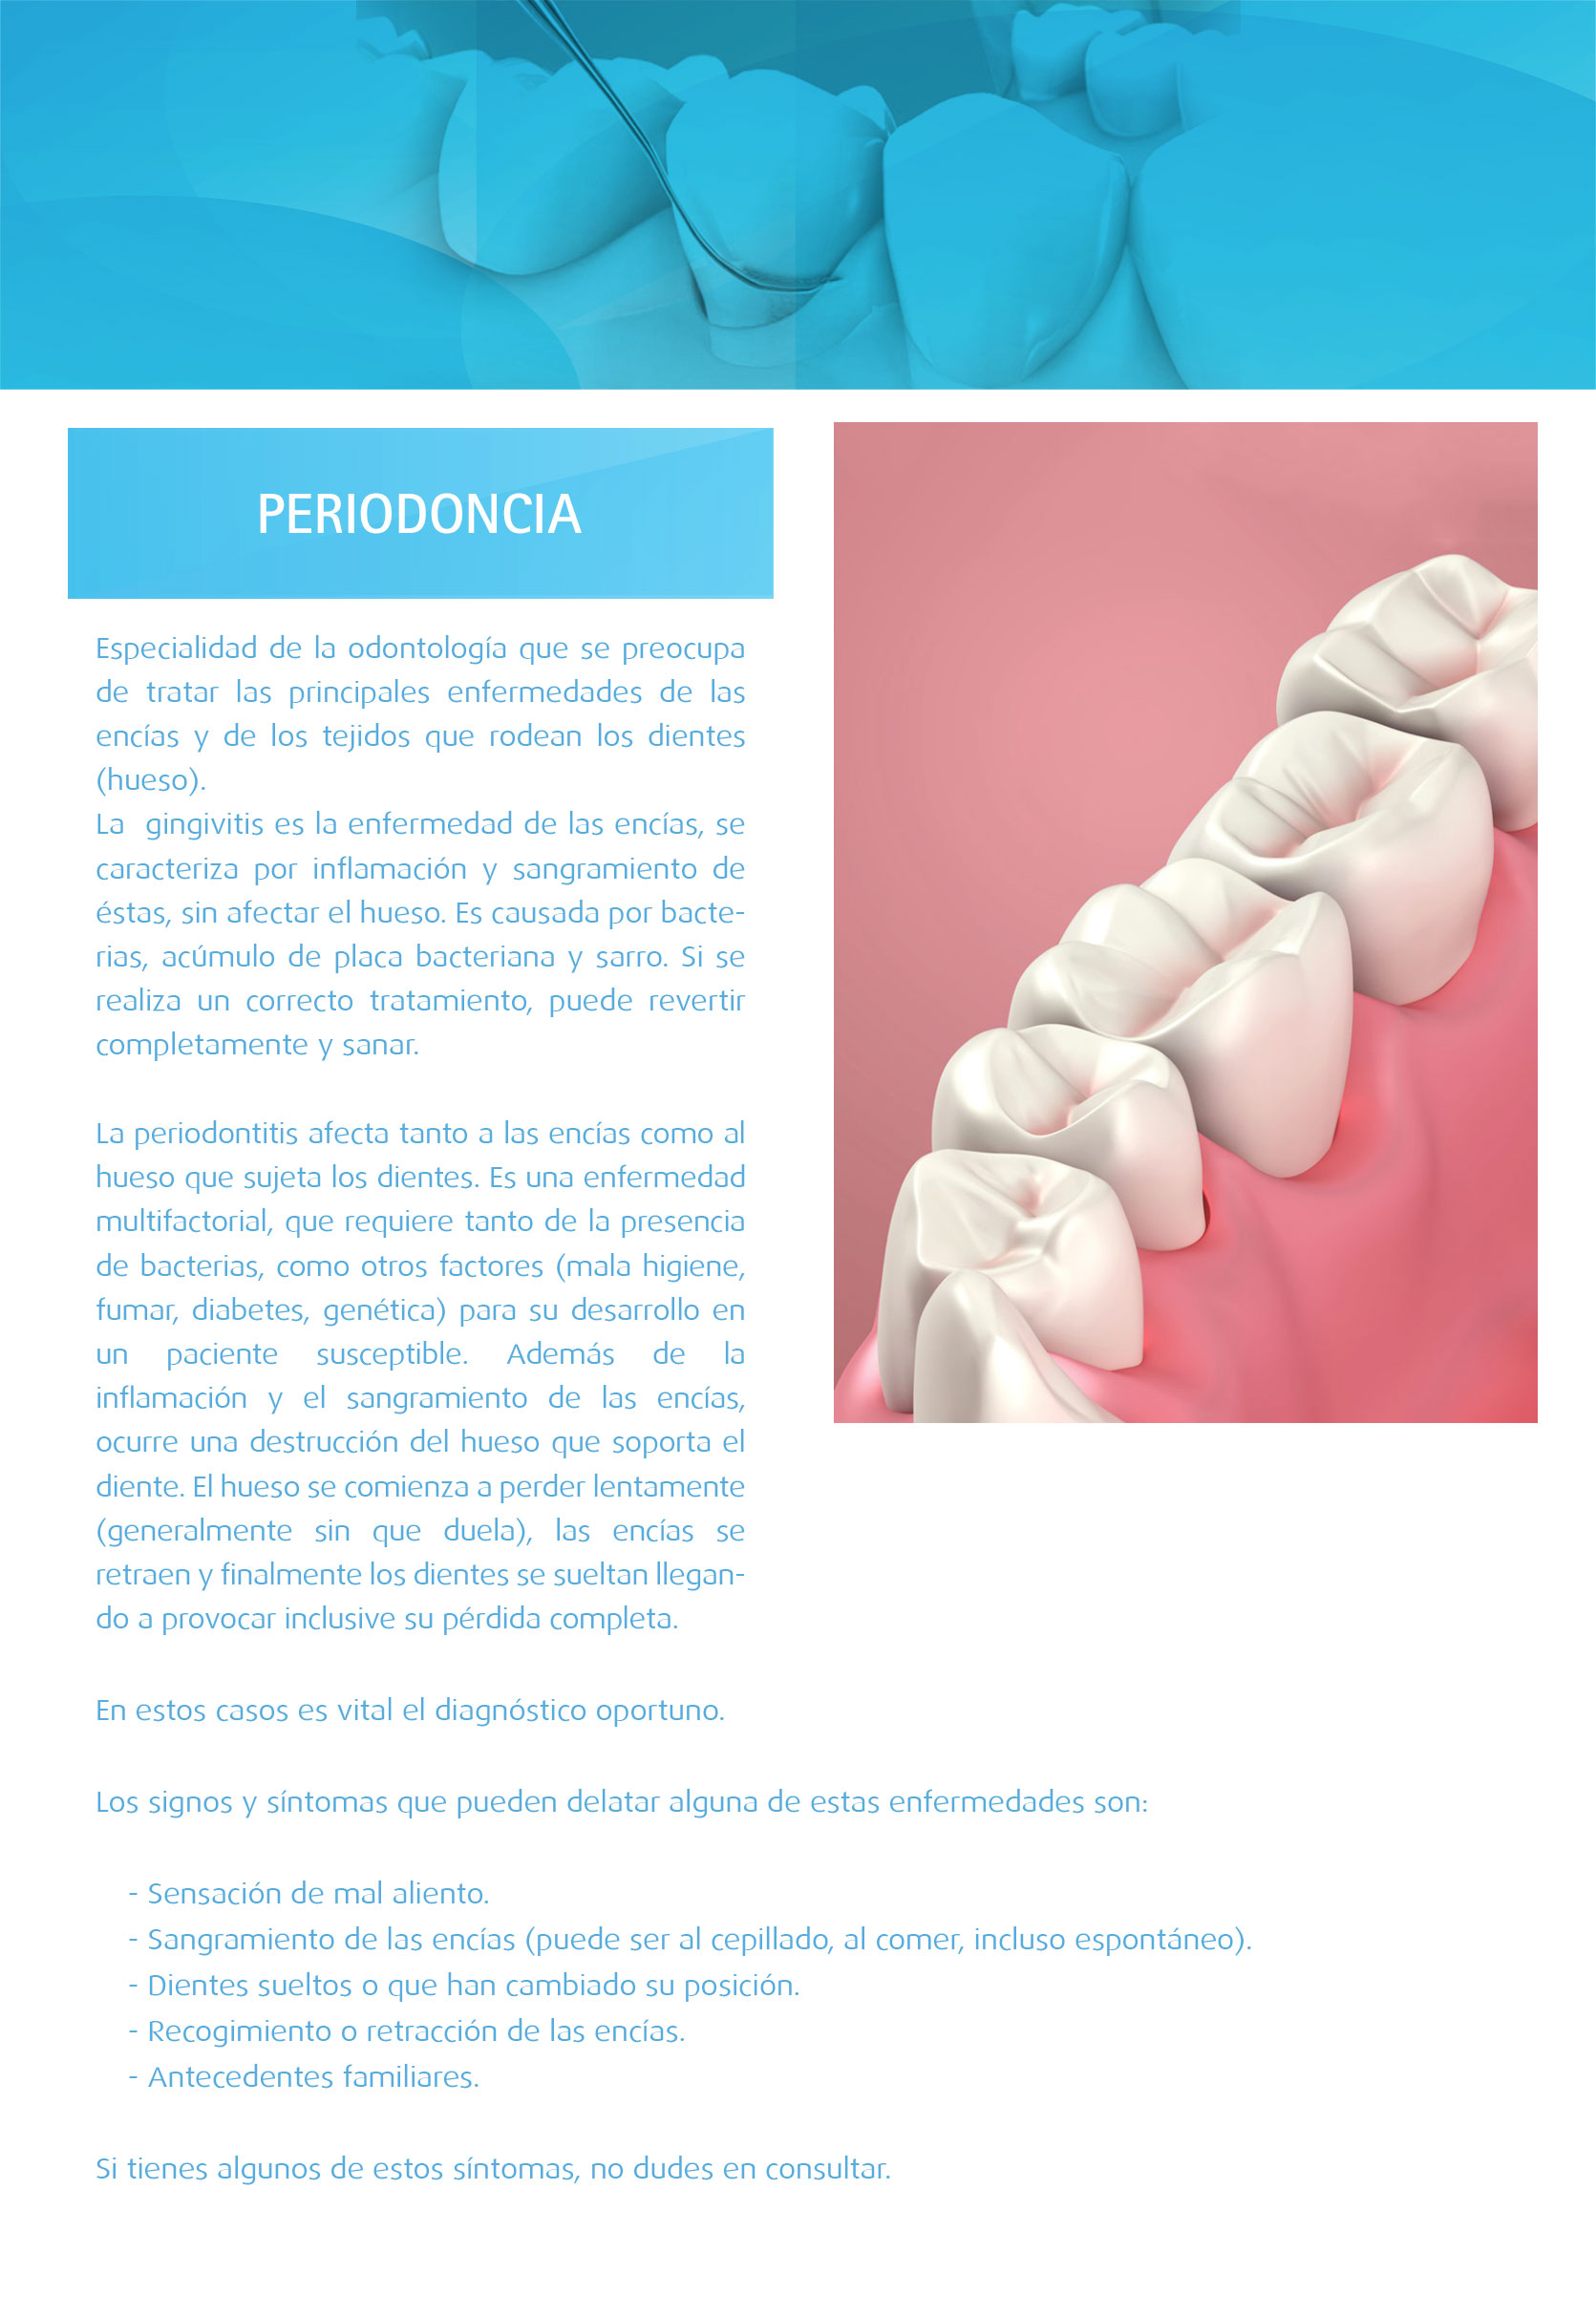 PERIODONCIA
Especialidad de la odontología que se preocupa
de tratar las principales enfermedades de las
encías y de los tejidos que rodean los dientes
(hueso).
La gingivitis es la enfermedad de las encías, se
caracteriza por inflamación y sangramiento de
éstas, sin afectar el hueso. Es causada por bacte-
rias, acúmulo de placa bacteriana y sarro. Si se
realiza un correcto tratamiento, puede revertir
completamente y sanar.
La periodontitis afecta tanto a las encías como al
hueso que sujeta los dientes. Es una enfermedad
multifactorial, que requiere tanto de la presencia
de bacterias, como otros factores (mala higiene,
fumar, diabetes, genética) para su desarrollo en
un paciente susceptible. Además de la
inflamación y el sangramiento de las encías,
ocurre una destrucción del hueso que soporta el
diente. El hueso se comienza a perder lentamente
(generalmente sin que duela), las encías se
retraen y finalmente los dientes se sueltan llegan-
do a provocar inclusive su pérdida completa.
En estos casos es vital el diagnóstico oportuno.
Los signos y síntomas que pueden delatar alguna de estas enfermedades son:
- Sensación de mal aliento.
- Sangramiento de las encías (puede ser al cepillado, al comer, incluso espontáneo).
- Dientes sueltos o que han cambiado su posición.
- Recogimiento o retracción de las encías.
- Antecedentes familiares.
Si tienes algunos de estos síntomas, no dudes en consultar.